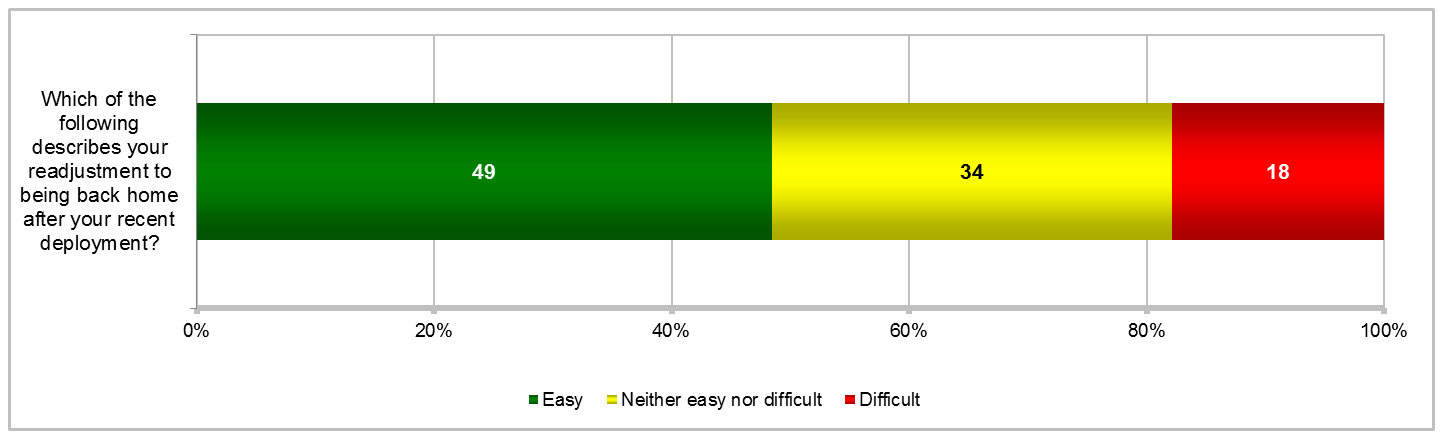 Which of the
following
describes your
readjustment to
being back home
after your recent
deployment?
49
34
18
0%
20%
40%
60%
80%
100%
Easy
Neither easy nor difficult
Difficult